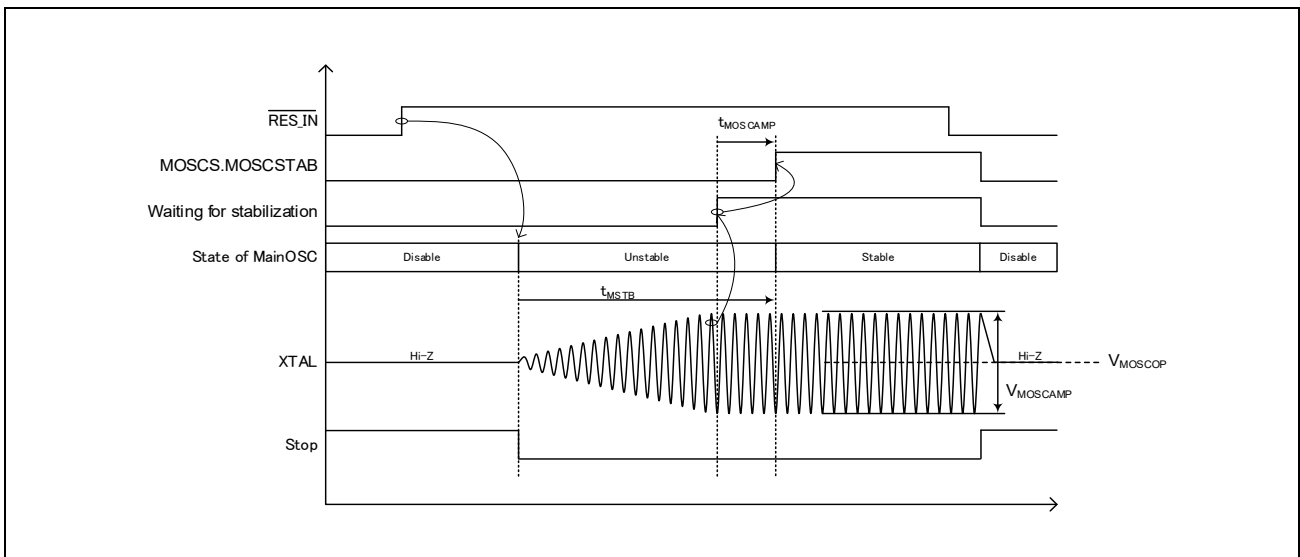 RES_IN
tMOSCAMP
MOSCS.MOSCSTAB
Waiting for stabilization
State of MainOSC Disable Unstable Stable Disable
tMSTB
XTAL Hi-Z Hi-Z VMOSCOP
VMOSCAMP
Stop